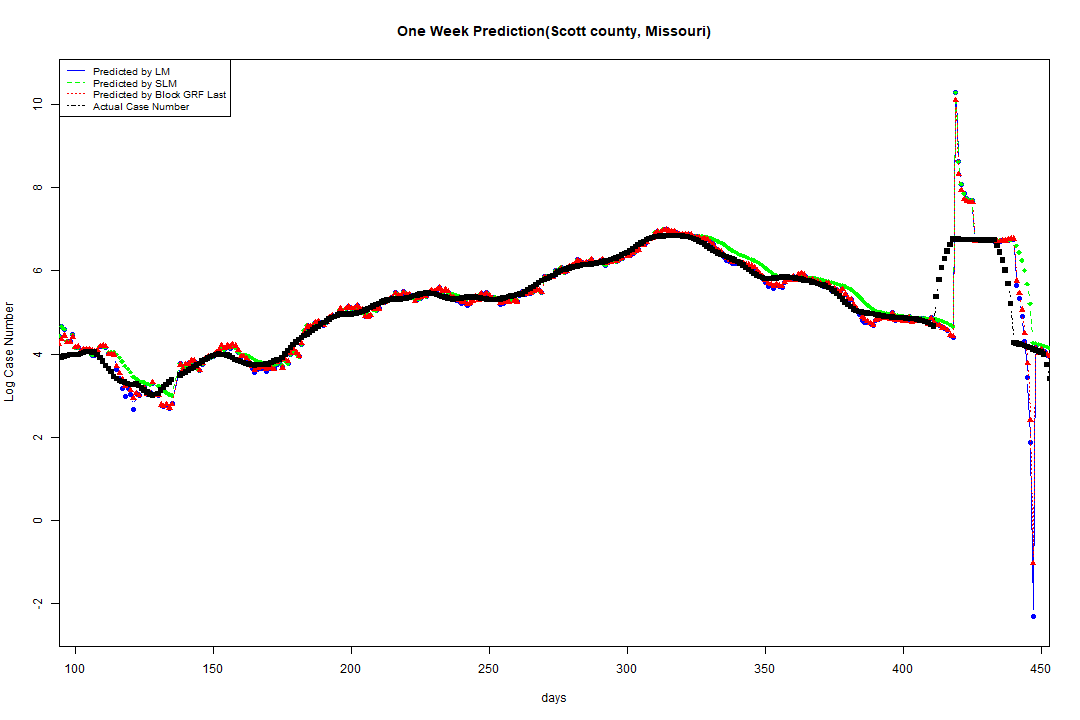 One Week Prediction(Scott county, Missouri)
Predicted by LM
Predicted by SLM
Predicted by Block GRF Last
Actual Case Number
10
8
6
4
2
0
-2
Log Case Number
100 150 200 250 300 350 400 450
days